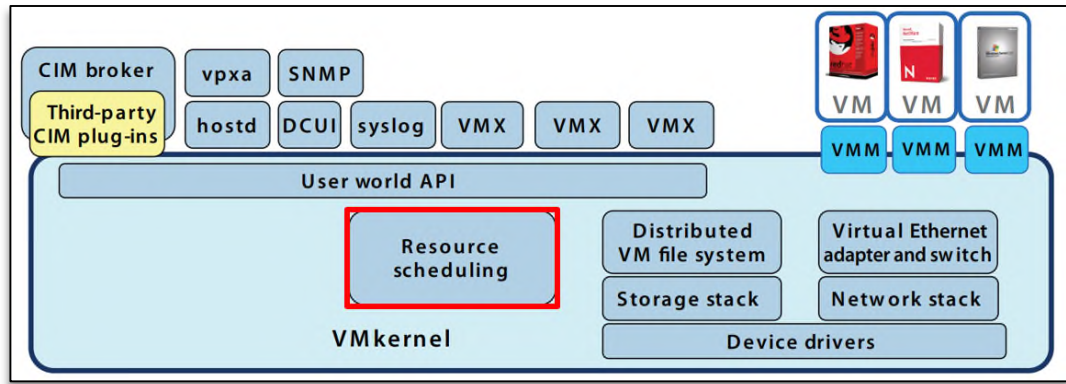 CIM broker
Third-party
CIM plug-ins
vpxa
SNMP
hostd
DCUI
syslog
VMX
VMX
VMX
N
VM
VM
VM
VMM
VMM
VMM
User world API
Resource
scheduling
Distributed
VM file system
Virtual Ethernet
adapter and switch
Storage stack
Network stack
VMkernel
Device drivers